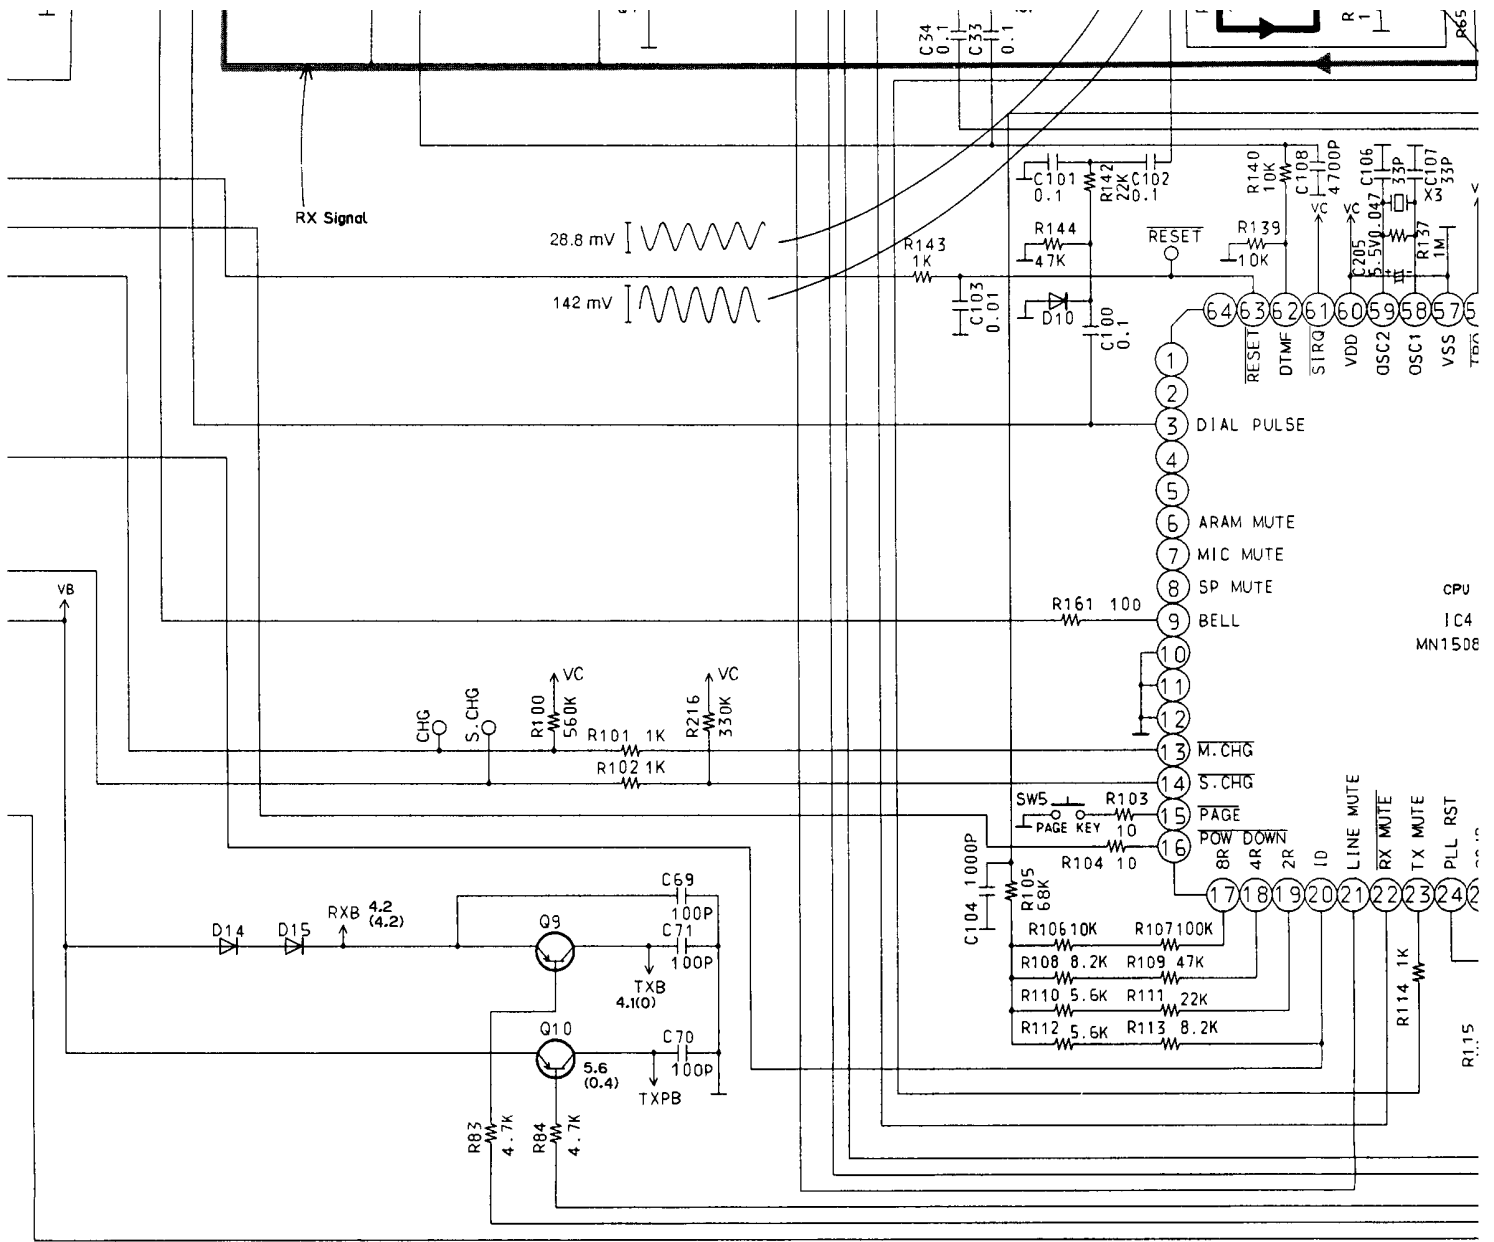 C34
0.1
C33
0.1
R
1
R65
RX Signal
28.8 mV
142 mV
R143
1K
C103
0.01
C101
0.1
R142
22K
C102
0.1
R144
47K
D10
C100
0.1
RESET
R140
10K
C108
4700P
R139
10K
VC
VC
C205
5.5V0.047
C106
33P
C107
33P
X3
R137
1M
64
63
62
61
60
59
58
57
RESET
DTMF
SIRQ
VDD
OSC2
OSC1
VSS
1
2
3 DIAL PULSE
4
5
6 ARAM MUTE
7 MIC MUTE
8 SP MUTE
R161 100
9 BELL
10
11
12
13 M.CHG
14 S.CHG
15 PAGE
16 POW DOWN
CPU
IC4
MN1508
VB
CHG
S.CHG
VC
R100
560K
R101 1K
R102 1K
VC
R216
330K
SW5
PAGE KEY
R103
10
R104 10
C104 1000P
R105
68K
8R
4R
2R
1D
LINE MUTE
RX MUTE
TX MUTE
PLL RST
17
18
19
20
21
22
23
24
R106 10K R107 100K
R108 8.2K R109 47K
R110 5.6K R111 22K
R112 5.6K R113 8.2K
R114 1K
R115
D14
D15
RXB 4.2
(4.2)
C69
100P
Q9
C71
100P
TXB
4.1(0)
Q10
5.6
(0.4)
C70
100P
TXPB
R83
4.7K
R84
4.7K